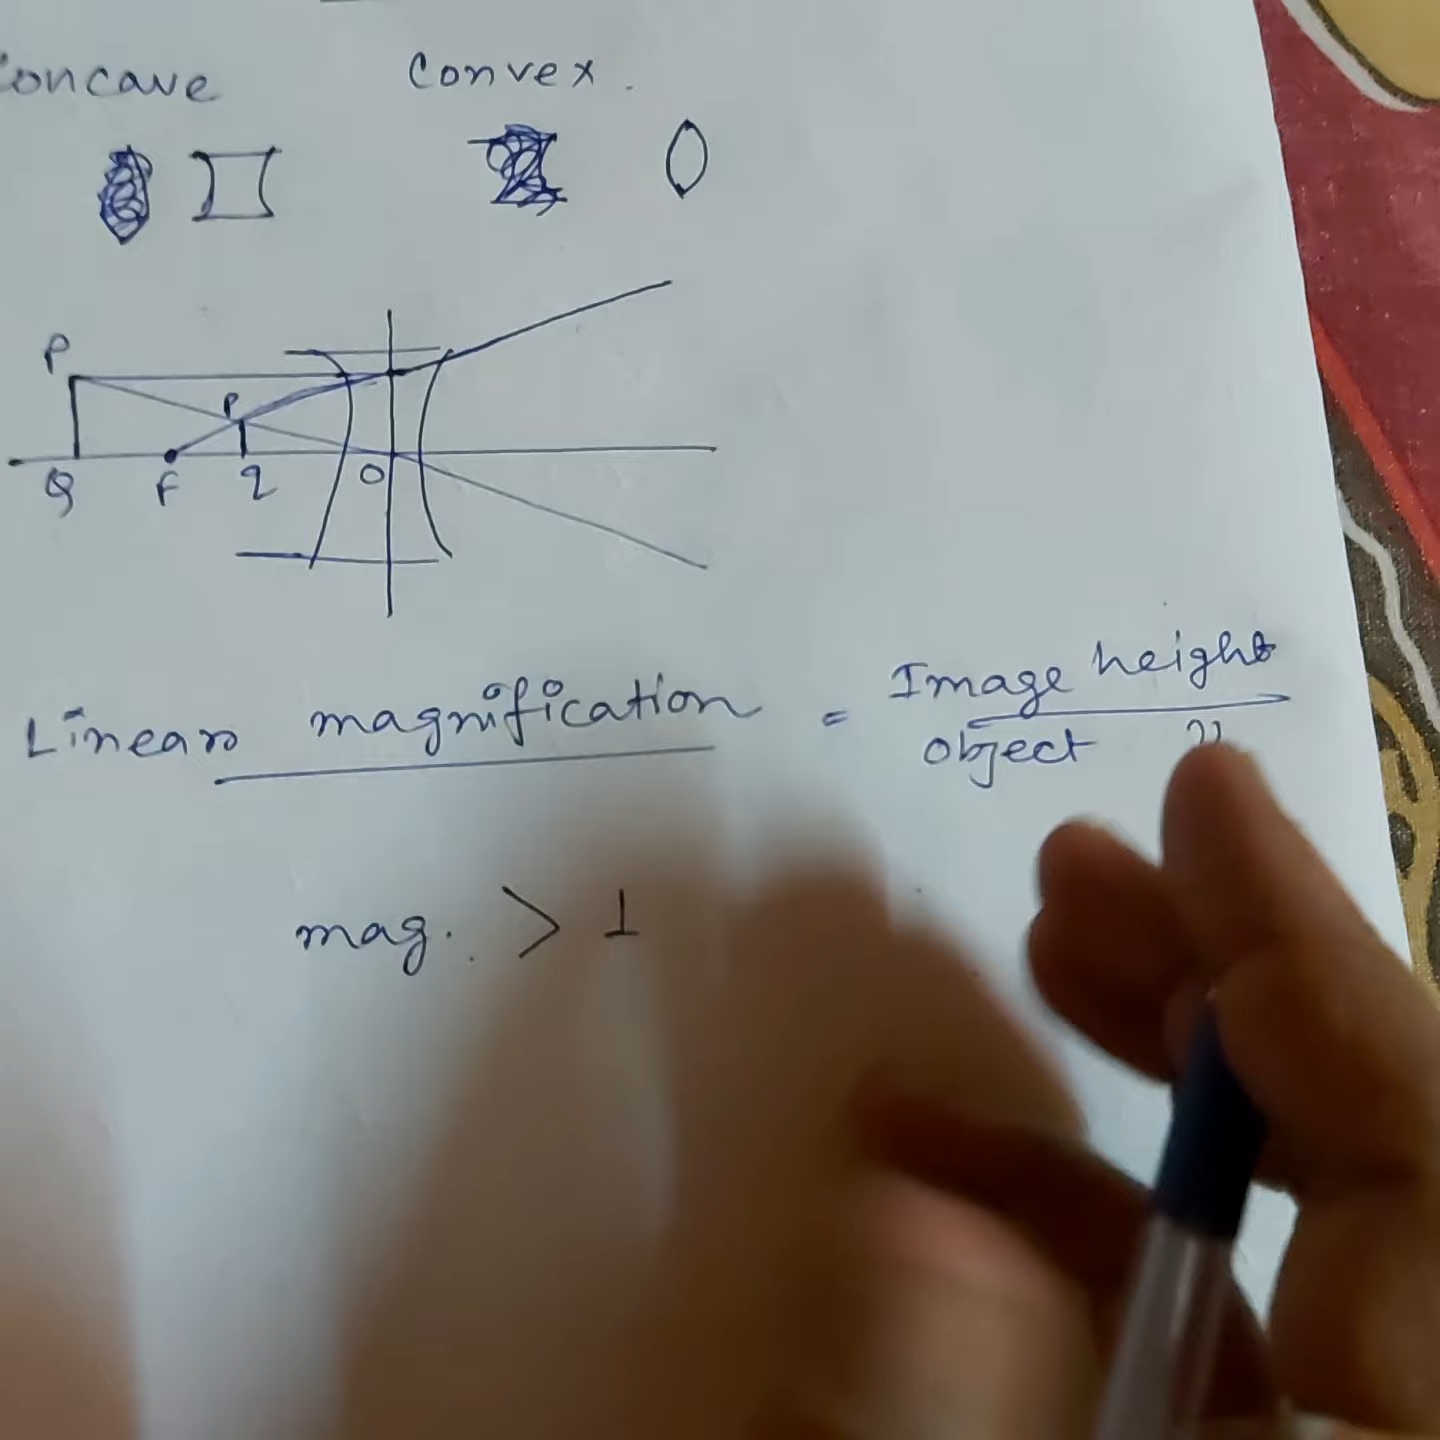 Concave Convex.
P
P
Q F q O
Linear magnification = Image height
object "
mag. > 1